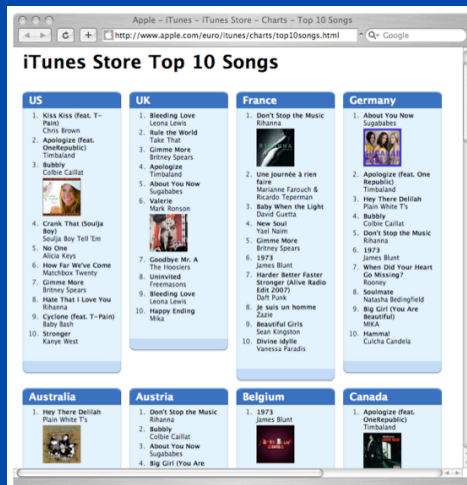 Apple - iTunes - iTunes Store - Charts - Top 10 Songs
http://www.apple.com/euro/itunes/charts/top10songs.html
Google
iTunes Store Top 10 Songs
US
1. Kiss Kiss (feat. T-
Pain)
Chris Brown
2. Apologize (feat.
OneRepublic)
Timbaland
3. Bubbly
Colbie Caillat
4. Crank That (Soulja
Boy)
Soulja Boy Tell 'Em
5. No One
Alicia Keys
6. How Far We've Come
Matchbox Twenty
7. Gimme More
Britney Spears
8. Hate That I Love You
Rihanna
9. Cyclone (feat. T-Pain)
Baby Bash
10. Stronger
Kanye West
UK
1. Bleeding Love
Leona Lewis
2. Rule the World
Take That
3. Gimme More
Britney Spears
4. Apologize
Timbaland
5. About You Now
Sugababes
6. Valerie
Mark Ronson
7. Goodbye Mr. A
The Hoosiers
8. Uninvited
Freemasons
9. Bleeding Love
Leona Lewis
10. Happy Ending
Mika
France
1. Don't Stop the Music
Rihanna
2. Une journée à rien
faire
Marianne Farouch &
Ricardo Teperman
3. Baby When the Light
David Guetta
4. New Soul
Yael Naim
5. Gimme More
Britney Spears
6. 1973
James Blunt
7. Harder Better Faster
Stronger (Alive Radio
Edit 2007)
Daft Punk
8. Je suis un homme
Zazie
9. Beautiful Girls
Sean Kingston
10. Divine idylle
Vanessa Paradis
Germany
1. About You Now
Sugababes
2. Apologize (feat. One
Republic)
Timbaland
3. Hey There Delilah
Plain White T's
4. Bubbly
Colbie Caillat
5. Don't Stop the Music
Rihanna
6. 1973
James Blunt
7. When Did Your Heart
Go Missing?
Rooney
8. Soulmate
Natasha Bedingfield
9. Big Girl (You Are
Beautiful)
MIKA
10. Hamma!
Culcha Candela
Australia
1. Hey There Delilah
Plain White T's
Austria
1. Don't Stop the Music
Rihanna
2. Bubbly
Colbie Caillat
3. About You Now
Sugababes
4. Big Girl (You Are
Belgium
1. 1973
James Blunt
Canada
1. Apologize (feat.
OneRepublic)
Timbaland